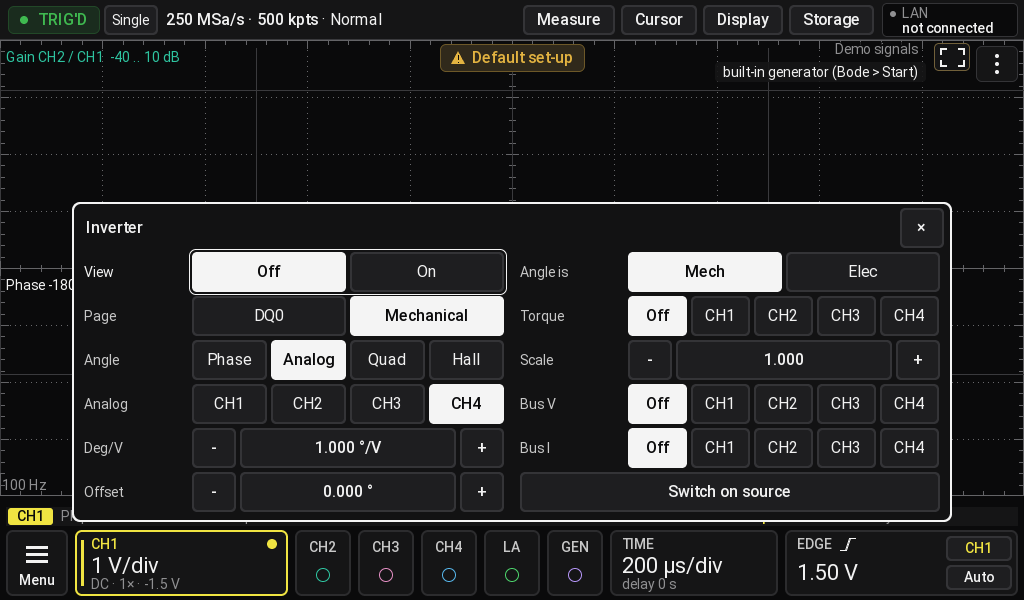 TRIG'D Single 250 MSa/s · 500 kpts · Normal Measure Cursor Display Storage LAN
not connected
Gain CH2 / CH1 -40 .. 10 dB Default set-up Demo signals
built-in generator (Bode > Start)
Inverter ×
View Off On Angle is Mech Elec
Phase -180
Page DQ0 Mechanical Torque Off CH1 CH2 CH3 CH4
Angle Phase Analog Quad Hall Scale - 1.000 +
Analog CH1 CH2 CH3 CH4 Bus V Off CH1 CH2 CH3 CH4
Deg/V - 1.000 °/V + Bus I Off CH1 CH2 CH3 CH4
100 Hz
Offset - 0.000 ° + Switch on source
CH1
Menu
CH1
1 V/div
DC · 1× · -1.5 V
CH2 CH3 CH4 LA GEN
TIME
200 µs/div
delay 0 s
EDGE CH1
1.50 V Auto